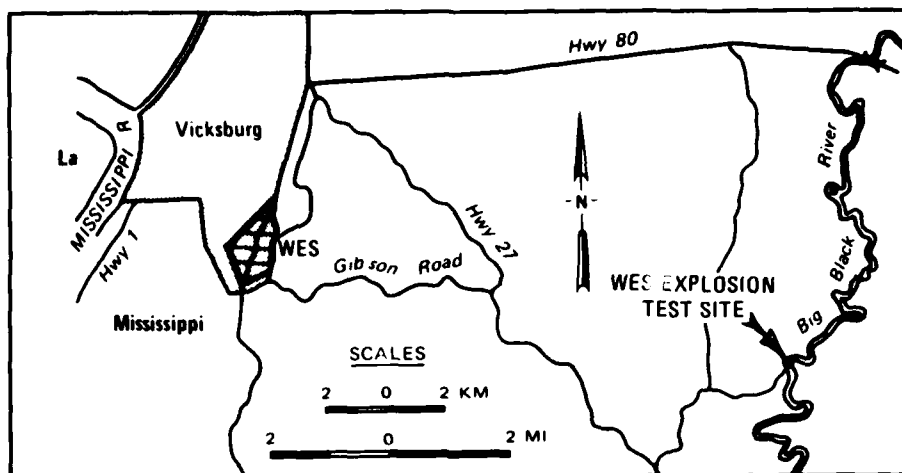 Hwy 80
Vicksburg
La
MISSISSIPPI R
Hwy 1
WES
Gibson Road
Hwy 27
-N-
Mississippi
WES EXPLOSION
TEST SITE
Big Black River
SCALES
2 0 2 KM
2 0 2 MI